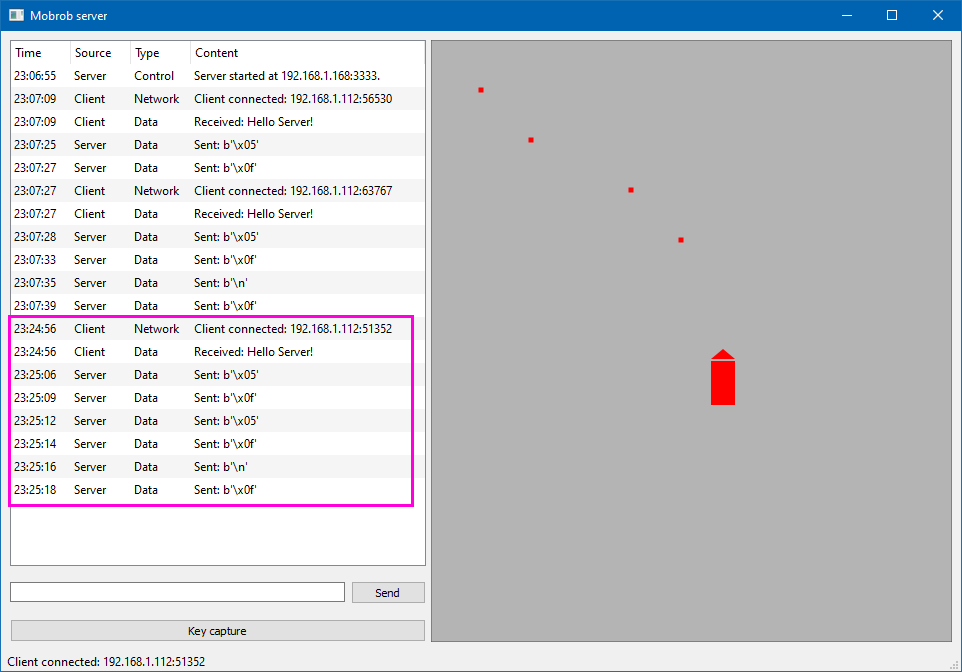 Mobrob server
Time Source Type Content
23:06:55 Server Control Server started at 192.168.1.168:3333.
23:07:09 Client Network Client connected: 192.168.1.112:56530
23:07:09 Client Data Received: Hello Server!
23:07:25 Server Data Sent: b'\x05'
23:07:27 Server Data Sent: b'\x0f'
23:07:27 Client Network Client connected: 192.168.1.112:63767
23:07:27 Client Data Received: Hello Server!
23:07:28 Server Data Sent: b'\x05'
23:07:33 Server Data Sent: b'\x0f'
23:07:35 Server Data Sent: b'\n'
23:07:39 Server Data Sent: b'\x0f'
23:24:56 Client Network Client connected: 192.168.1.112:51352
23:24:56 Client Data Received: Hello Server!
23:25:06 Server Data Sent: b'\x05'
23:25:09 Server Data Sent: b'\x0f'
23:25:12 Server Data Sent: b'\x05'
23:25:14 Server Data Sent: b'\x0f'
23:25:16 Server Data Sent: b'\n'
23:25:18 Server Data Sent: b'\x0f'
Send
Key capture
Client connected: 192.168.1.112:51352